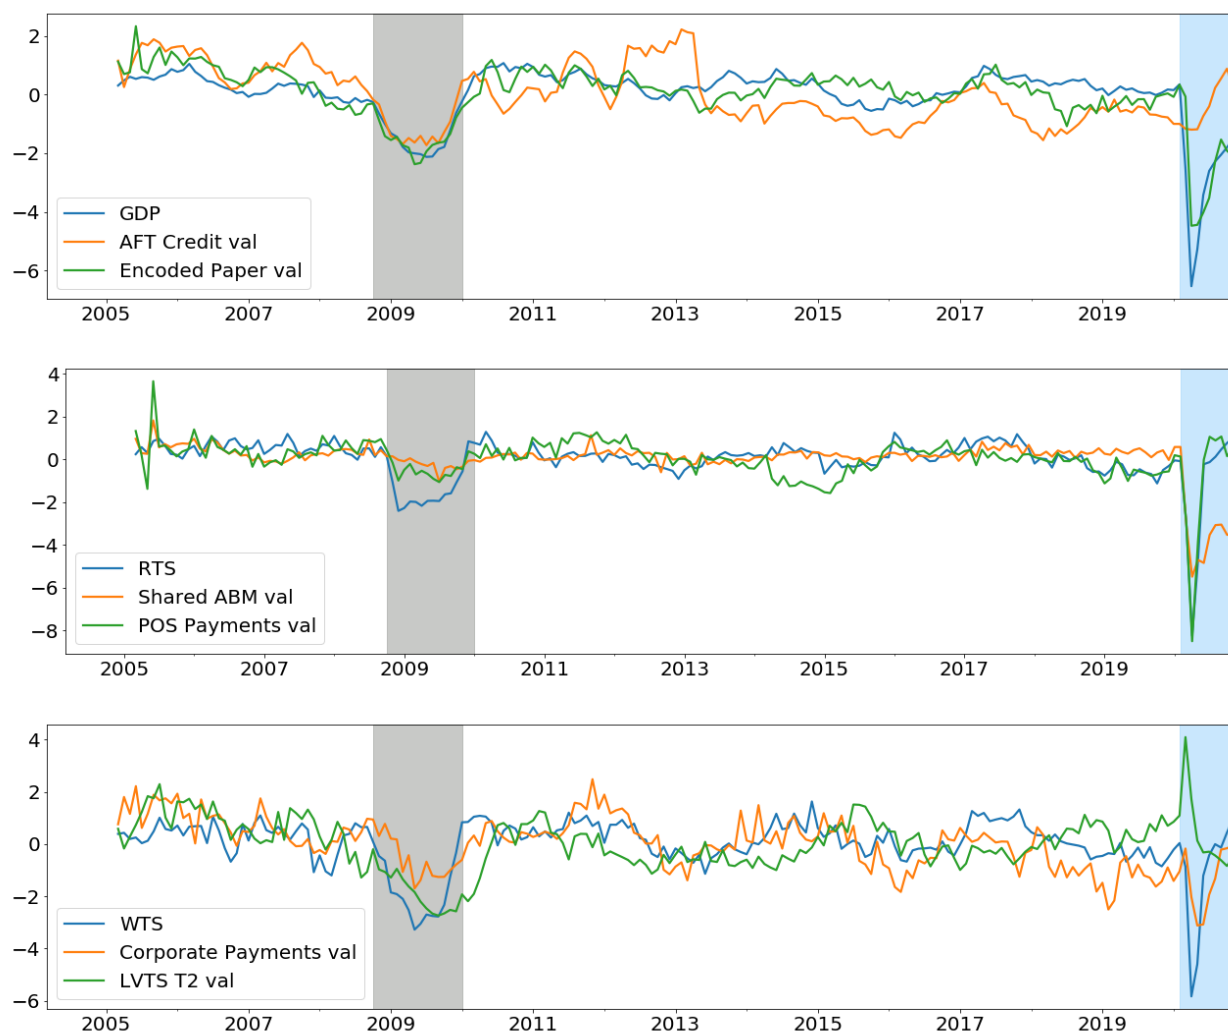 2
0
−2
−4
−6
GDP
AFT Credit val
Encoded Paper val
2005 2007 2009 2011 2013 2015 2017 2019
4
2
0
−2
−4
−6
−8
RTS
Shared ABM val
POS Payments val
2005 2007 2009 2011 2013 2015 2017 2019
4
2
0
−2
−4
−6
WTS
Corporate Payments val
LVTS T2 val
2005 2007 2009 2011 2013 2015 2017 2019